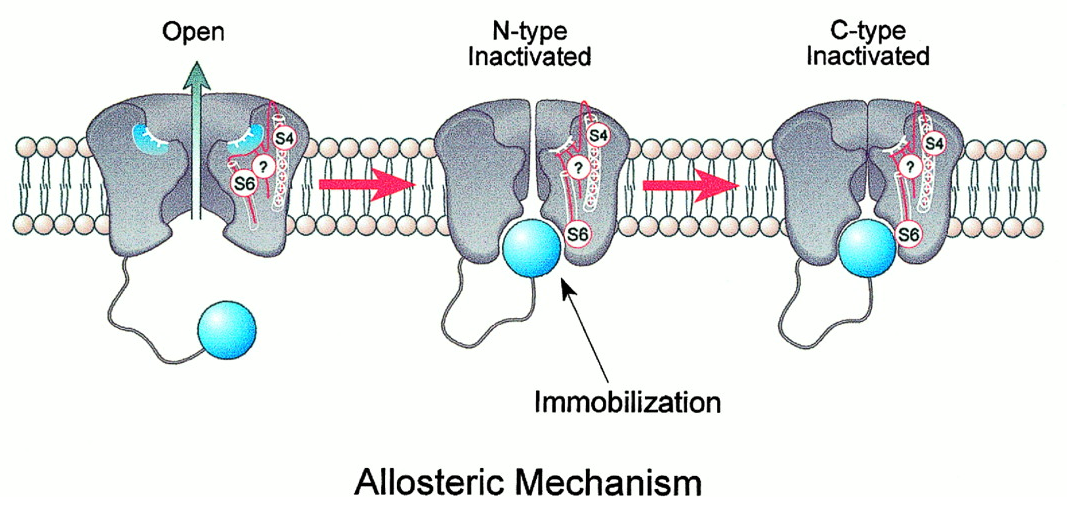 Open
N-type
Inactivated
C-type
Inactivated
S4
?
S6
S4
?
S6
S4
?
S6
Immobilization
Allosteric Mechanism